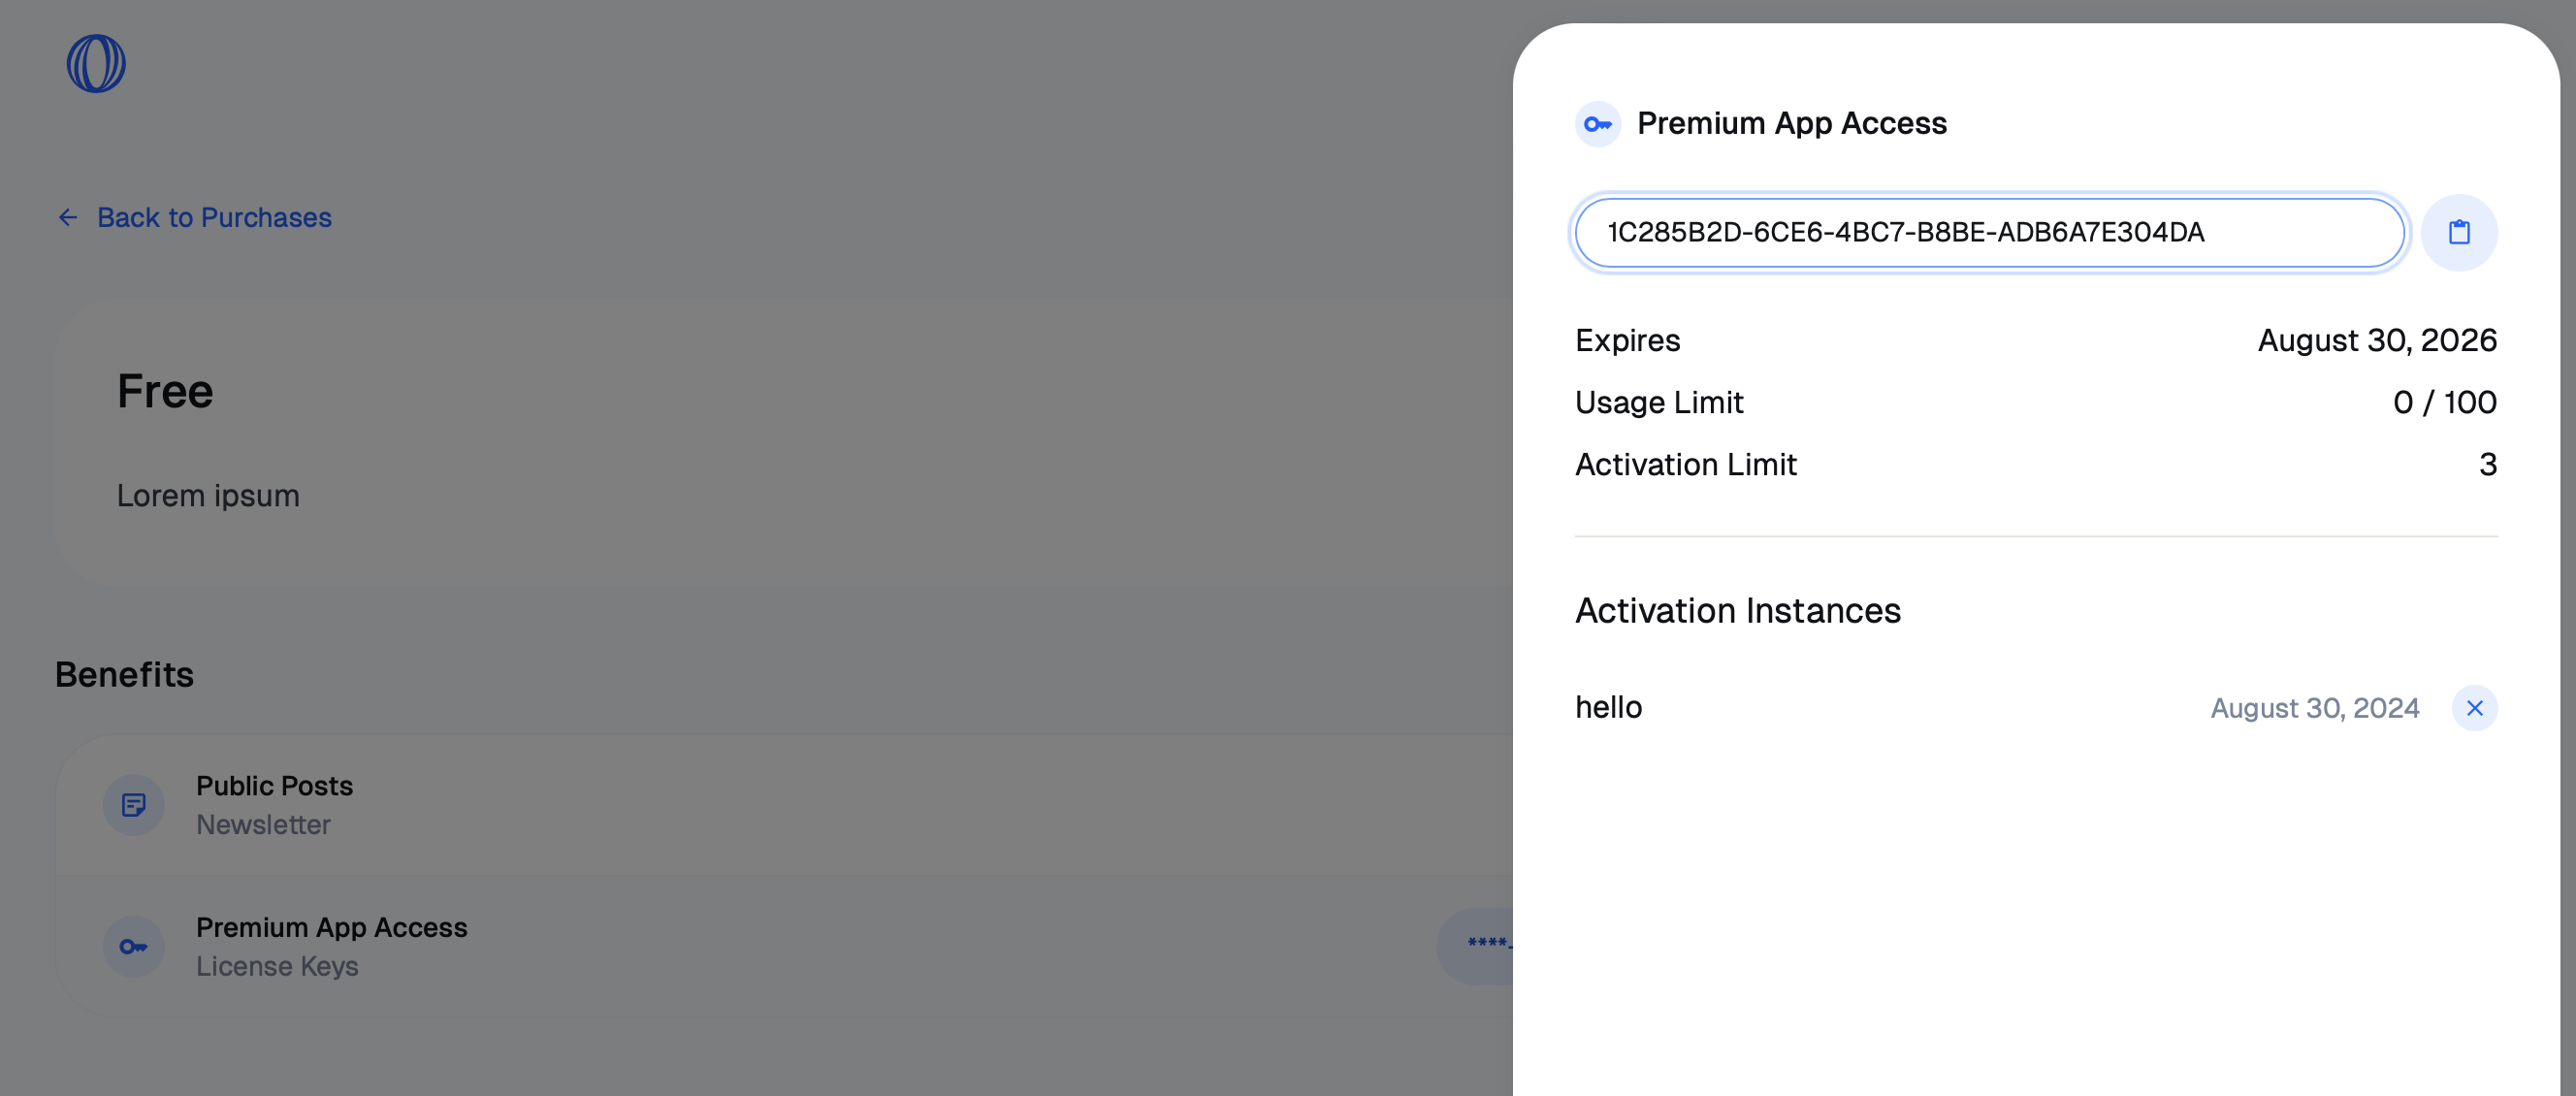 Back to Purchases
Free
Lorem ipsum
Benefits
Public Posts
Newsletter
Premium App Access
License Keys
****-
Premium App Access
1C285B2D-6CE6-4BC7-B8BE-ADB6A7E304DA
Expires August 30, 2026
Usage Limit 0 / 100
Activation Limit 3
Activation Instances
hello August 30, 2024